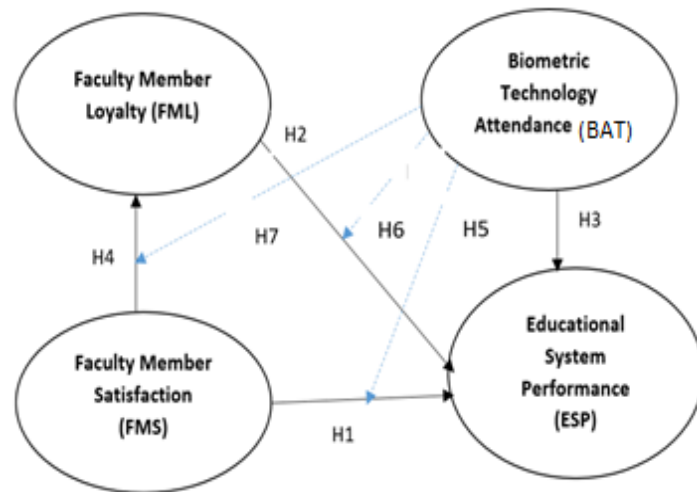 Faculty Member
Loyalty (FML)
Biometric
Technology
Attendance (BAT)
H2
H7
H6
H5
H3
H4
Faculty Member
Satisfaction
(FMS)
H1
Educational
System
Performance
(ESP)